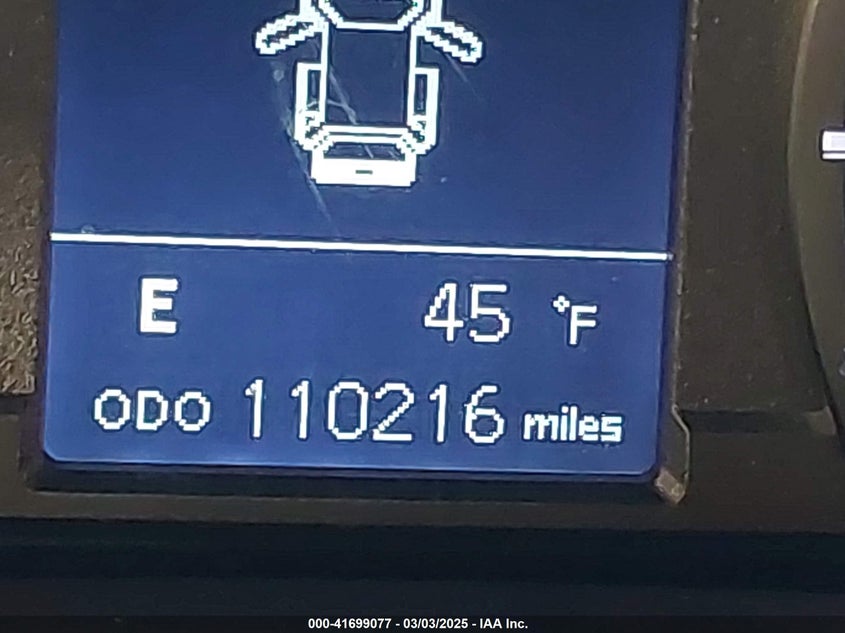 E 45 °F
ODO 110216 miles
000-41699077 - 03/03/2025 - IAA Inc.